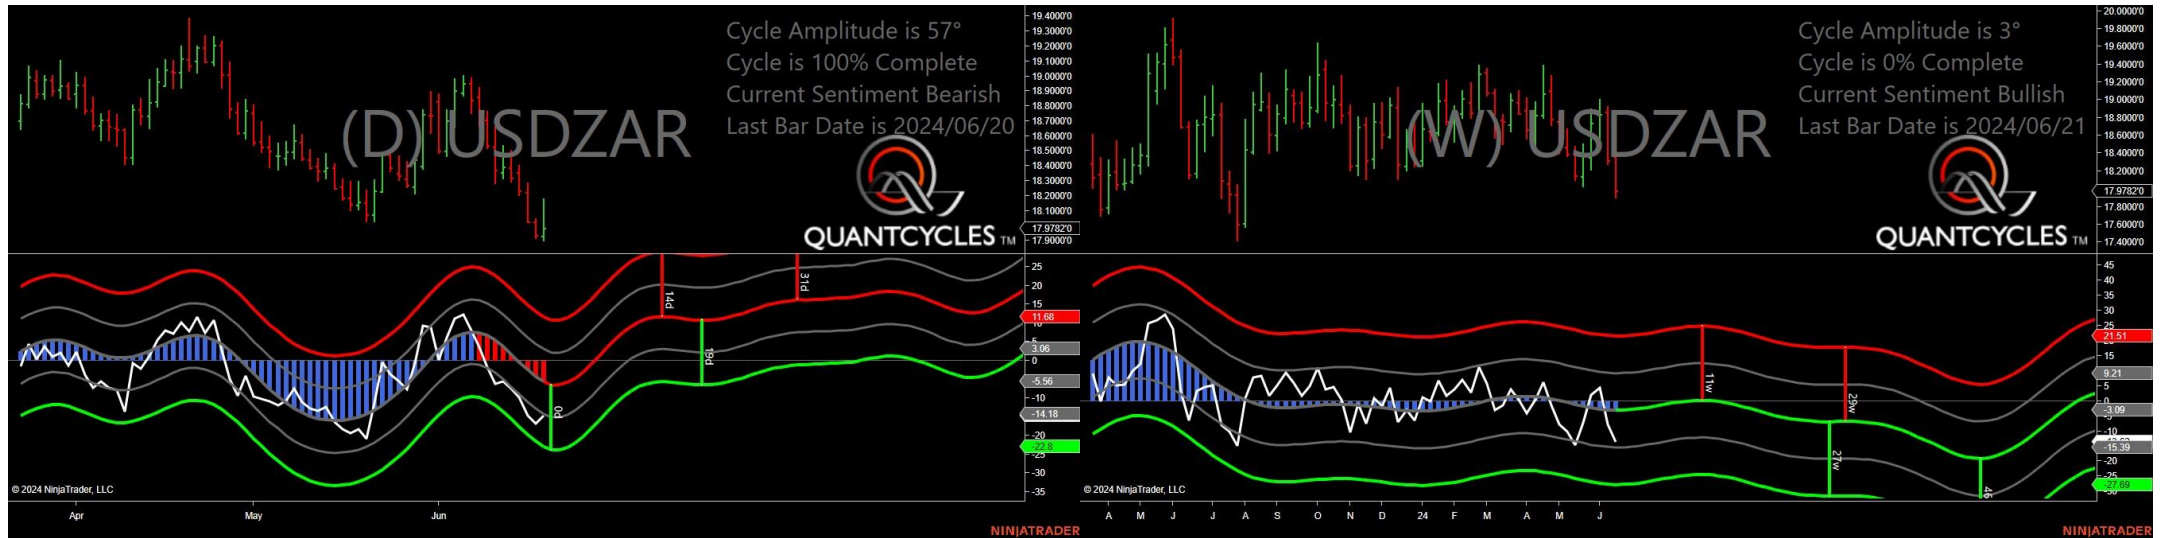 Cycle Amplitude is 57°
Cycle is 100% Complete
Current Sentiment Bearish
Last Bar Date is 2024/06/20
(D) USDZAR
QUANTCYCLES TM
19.4000'0
19.3000'0
19.2000'0
19.1000'0
19.0000'0
18.9000'0
18.8000'0
18.7000'0
18.6000'0
18.5000'0
18.4000'0
18.3000'0
18.2000'0
18.1000'0
17.9782'0
17.9000'0
14d
31d
19d
0d
25
20
15
11.68
5
3.06
0
-5.56
-10
-14.18
-20
-22.8
-25
-30
-35
© 2024 NinjaTrader, LLC
Apr May Jun
NINJATRADER
Cycle Amplitude is 3°
Cycle is 0% Complete
Current Sentiment Bullish
Last Bar Date is 2024/06/21
(W) USDZAR
QUANTCYCLES TM
20.0000'0
19.8000'0
19.6000'0
19.4000'0
19.2000'0
19.0000'0
18.8000'0
18.6000'0
18.4000'0
18.2000'0
17.9782'0
17.8000'0
17.6000'0
17.4000'0
11w
29w
27w
46
45
40
35
30
25
21.51
15
9.21
5
0
-3.09
-10
-15.39
-20
-25
-27.69
© 2024 NinjaTrader, LLC
A M J J A S O N D 24 F M A M J
NINJATRADER